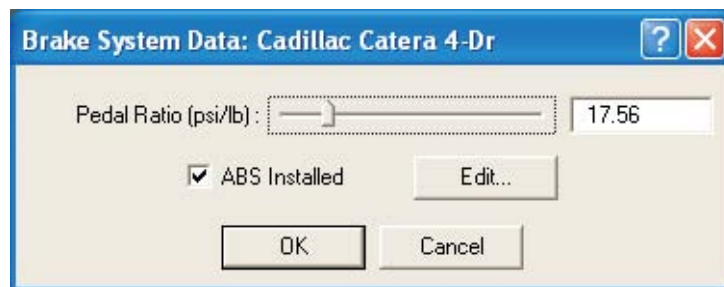 Brake System Data: Cadillac Catera 4-Dr
Pedal Ratio (psi/lb) : 17.56
ABS Installed Edit...
OK Cancel